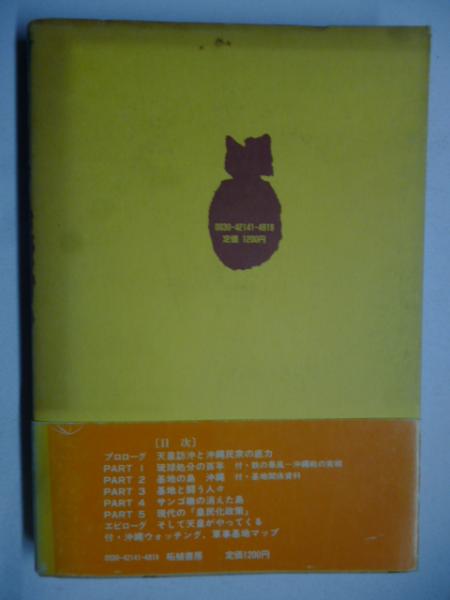 0030-42141-4819
定価 1200円
［目 次］
プロローグ 天皇訪沖と沖縄民衆の底力
PART 1 琉球処分の百年 付・鉄の暴風－沖縄戦の実相
PART 2 基地の島 沖縄 付・基地関係資料
PART 3 基地と闘う人々
PART 4 サンゴ礁の消えた島
PART 5 現代の「皇民化政策」
エピローグ そして天皇がやってくる
付・沖縄ウォッチング、軍事基地マップ
0030-42141-4819 柘植書房 定価1200円